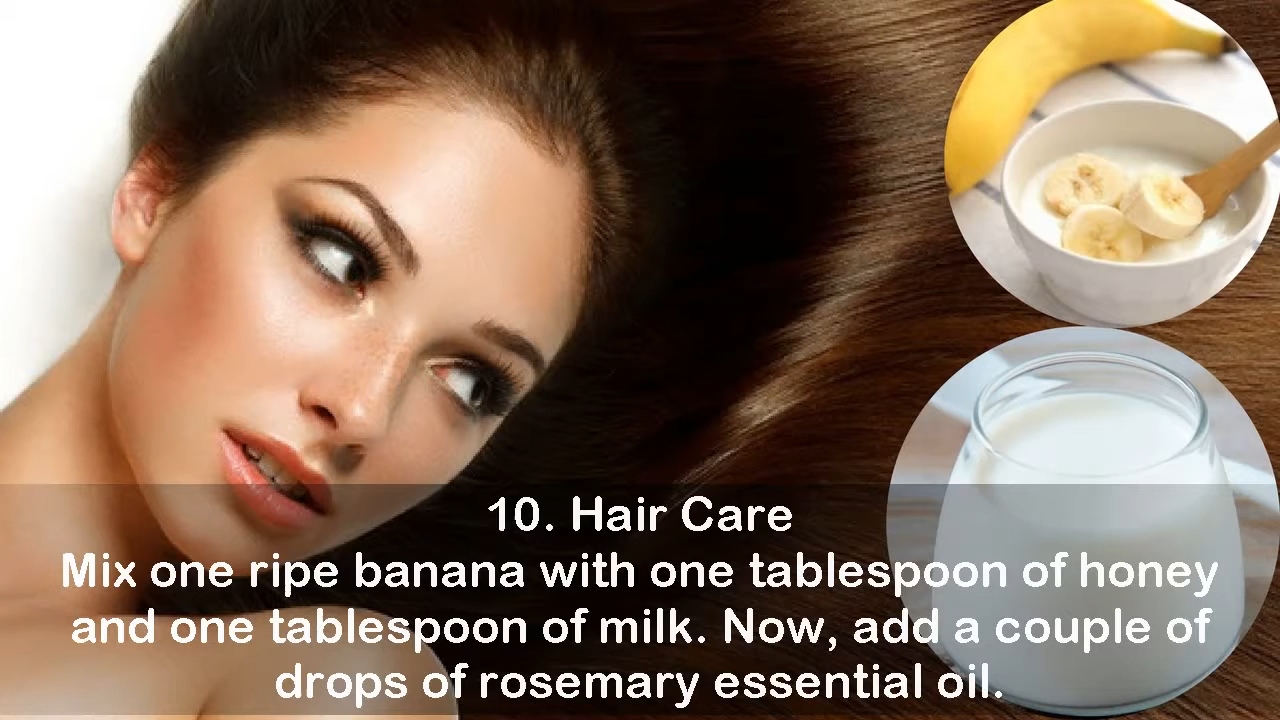 10. Hair Care
Mix one ripe banana with one tablespoon of honey
and one tablespoon of milk. Now, add a couple of
drops of rosemary essential oil.